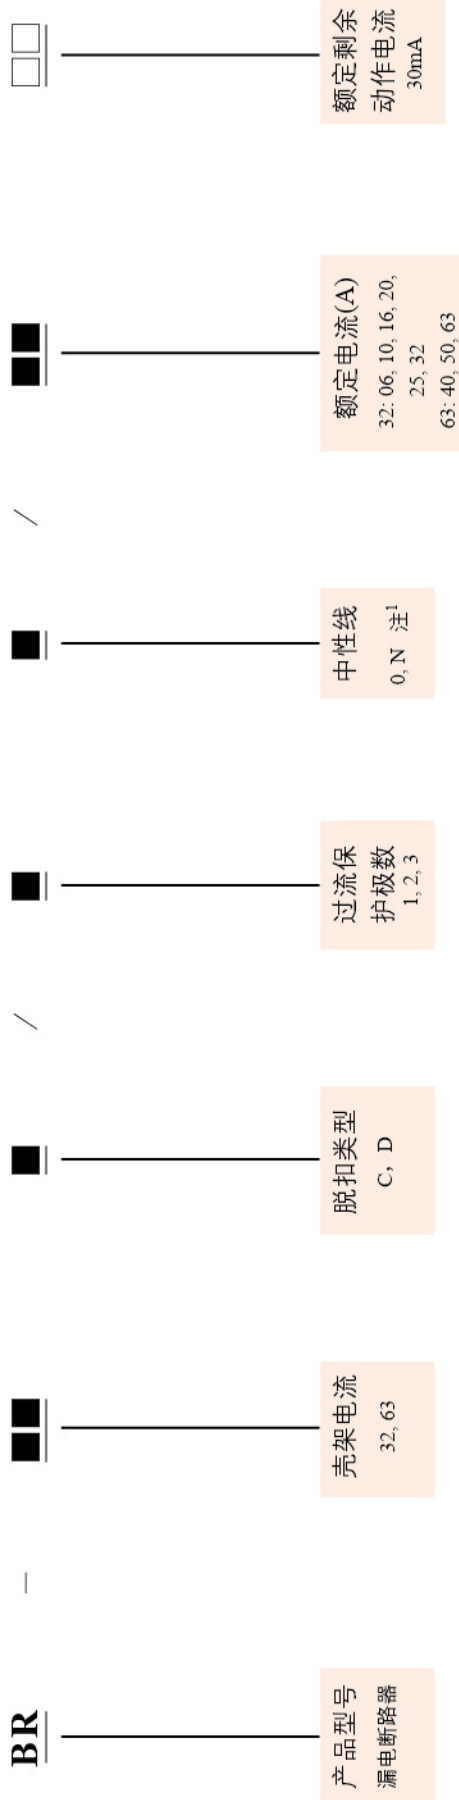 BR – ■■ ■ / ■ ■ / ■■ □□
产品型号
漏电断路器
壳架电流
32, 63
脱扣类型
C, D
过流保
护极数
1, 2, 3
中性线
0, N 注1
额定电流(A)
32: 06, 10, 16, 20,
25, 32
63: 40, 50, 63
额定剩余
动作电流
30mA